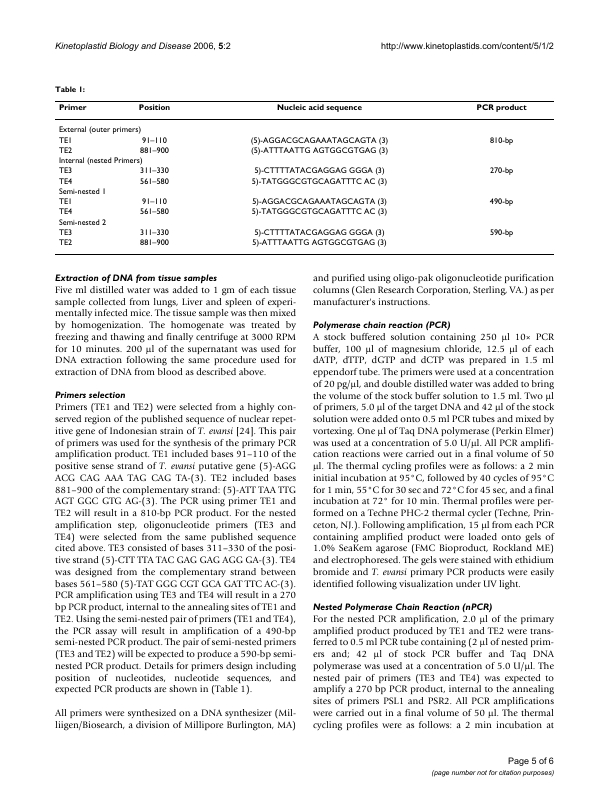 Kinetoplastid Biology and Disease 2006, 5:2
http://www.kinetoplastids.com/content/5/1/2
Table 1:
Primer Position Nucleic acid sequence PCR product
External (outer primers)
TE1 91–110 (5)-AGGACGCAGAAATAGCAGTA (3) 810-bp
TE2 881–900 (5)-ATTTAATTG AGTGGCGTGAG (3)
Internal (nested Primers)
TE3 311–330 5)-CTTTTATACGAGGAG GGGA (3) 270-bp
TE4 561–580 5)-TATGGGCGTGCAGATTTC AC (3)
Semi-nested 1
TE1 91–110 5)-AGGACGCAGAAATAGCAGTA (3) 490-bp
TE4 561–580 5)-TATGGGCGTGCAGATTTC AC (3)
Semi-nested 2
TE3 311–330 5)-CTTTTATACGAGGAG GGGA (3) 590-bp
TE2 881–900 5)-ATTTAATTG AGTGGCGTGAG (3)
Extraction of DNA from tissue samples
Five ml distilled water was added to 1 gm of each tissue
sample collected from lungs, Liver and spleen of experi-
mentally infected mice. The tissue sample was then mixed
by homogenization. The homogenate was treated by
freezing and thawing and finally centrifuge at 3000 RPM
for 10 minutes. 200 μl of the supernatant was used for
DNA extraction following the same procedure used for
extraction of DNA from blood as described above.
Primers selection
Primers (TE1 and TE2) were selected from a highly con-
served region of the published sequence of nuclear repet-
itive gene of Indonesian strain of T. evansi [24]. This pair
of primers was used for the synthesis of the primary PCR
amplification product. TE1 included bases 91–110 of the
positive sense strand of T. evansi putative gene (5)-AGG
ACG CAG AAA TAG CAG TA-(3). TE2 included bases
881–900 of the complementary strand: (5)-ATT TAA TTG
AGT GGC GTG AG-(3). The PCR using primer TE1 and
TE2 will result in a 810-bp PCR product. For the nested
amplification step, oligonucleotide primers (TE3 and
TE4) were selected from the same published sequence
cited above. TE3 consisted of bases 311–330 of the posi-
tive strand (5)-CTT TTA TAC GAG GAG AGG GA-(3). TE4
was designed from the complementary strand between
bases 561–580 (5)-TAT GGG CGT GCA GAT TTC AC-(3).
PCR amplification using TE3 and TE4 will result in a 270
bp PCR product, internal to the annealing sites of TE1 and
TE2. Using the semi-nested pair of primers (TE1 and TE4),
the PCR assay will result in amplification of a 490-bp
semi-nested PCR product. The pair of semi-nested primers
(TE3 and TE2) will be expected to produce a 590-bp semi-
nested PCR product. Details for primers design including
position of nucleotides, nucleotide sequences, and
expected PCR products are shown in (Table 1).
All primers were synthesized on a DNA synthesizer (Mil-
liigen/Biosearch, a division of Millipore Burlington, MA)
and purified using oligo-pak oligonucleotide purification
columns (Glen Research Corporation, Sterling, VA.) as per
manufacturer's instructions.
Polymerase chain reaction (PCR)
A stock buffered solution containing 250 μl 10× PCR
buffer, 100 μl of magnesium chloride, 12.5 μl of each
dATP, dTTP, dGTP and dCTP was prepared in 1.5 ml
eppendorf tube. The primers were used at a concentration
of 20 pg/μl, and double distilled water was added to bring
the volume of the stock buffer solution to 1.5 ml. Two μl
of primers, 5.0 μl of the target DNA and 42 μl of the stock
solution were added onto 0.5 ml PCR tubes and mixed by
vortexing. One μl of Taq DNA polymerase (Perkin Elmer)
was used at a concentration of 5.0 U/μl. All PCR amplifi-
cation reactions were carried out in a final volume of 50
μl. The thermal cycling profiles were as follows: a 2 min
initial incubation at 95°C, followed by 40 cycles of 95°C
for 1 min, 55°C for 30 sec and 72°C for 45 sec, and a final
incubation at 72° for 10 min. Thermal profiles were per-
formed on a Techne PHC-2 thermal cycler (Techne, Prin-
ceton, NJ.). Following amplification, 15 μl from each PCR
containing amplified product were loaded onto gels of
1.0% SeaKem agarose (FMC Bioproduct, Rockland ME)
and electrophoresed. The gels were stained with ethidium
bromide and T. evansi primary PCR products were easily
identified following visualization under UV light.
Nested Polymerase Chain Reaction (nPCR)
For the nested PCR amplification, 2.0 μl of the primary
amplified product produced by TE1 and TE2 were trans-
ferred to 0.5 ml PCR tube containing (2 μl of nested prim-
ers and; 42 μl of stock PCR buffer and Taq DNA
polymerase was used at a concentration of 5.0 U/μl. The
nested pair of primers (TE3 and TE4) was expected to
amplify a 270 bp PCR product, internal to the annealing
sites of primers PSL1 and PSR2. All PCR amplifications
were carried out in a final volume of 50 μl. The thermal
cycling profiles were as follows: a 2 min incubation at
Page 5 of 6
(page number not for citation purposes)